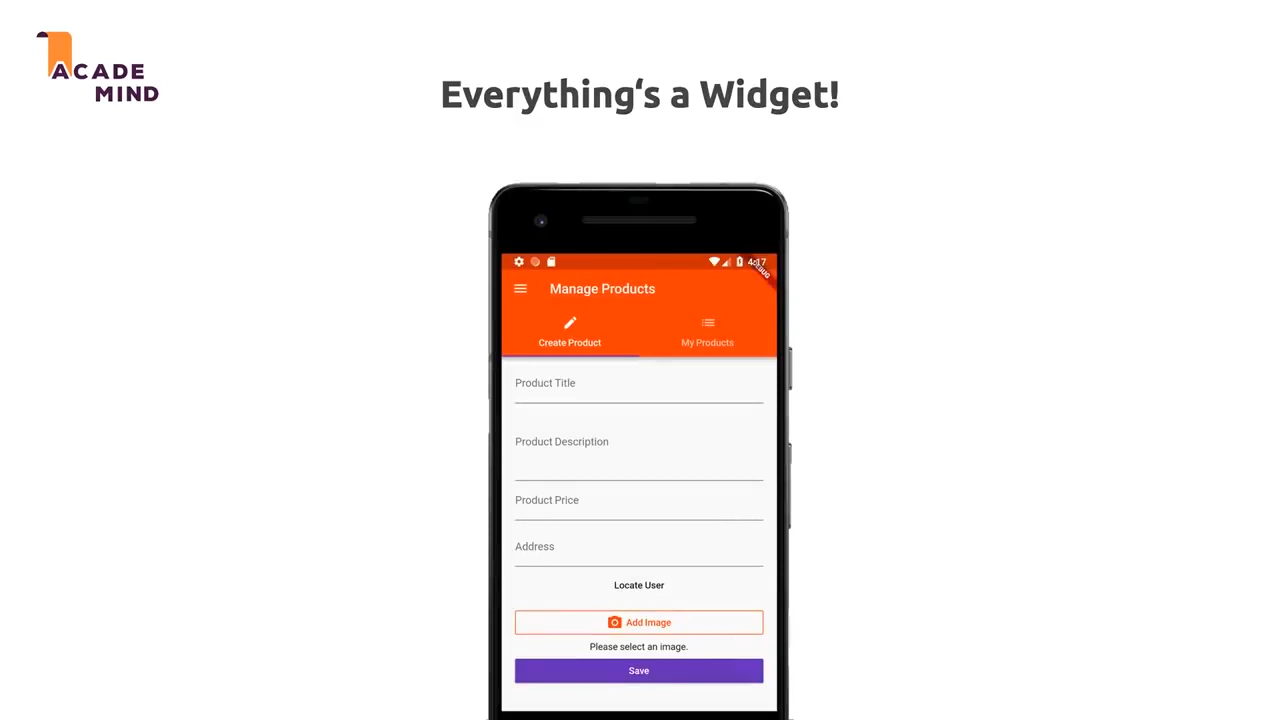 ACADE
MIND
Everything‘s a Widget!
4:17
Manage Products
Create Product
My Products
Product Title
Product Description
Product Price
Address
Locate User
Add Image
Please select an image.
Save